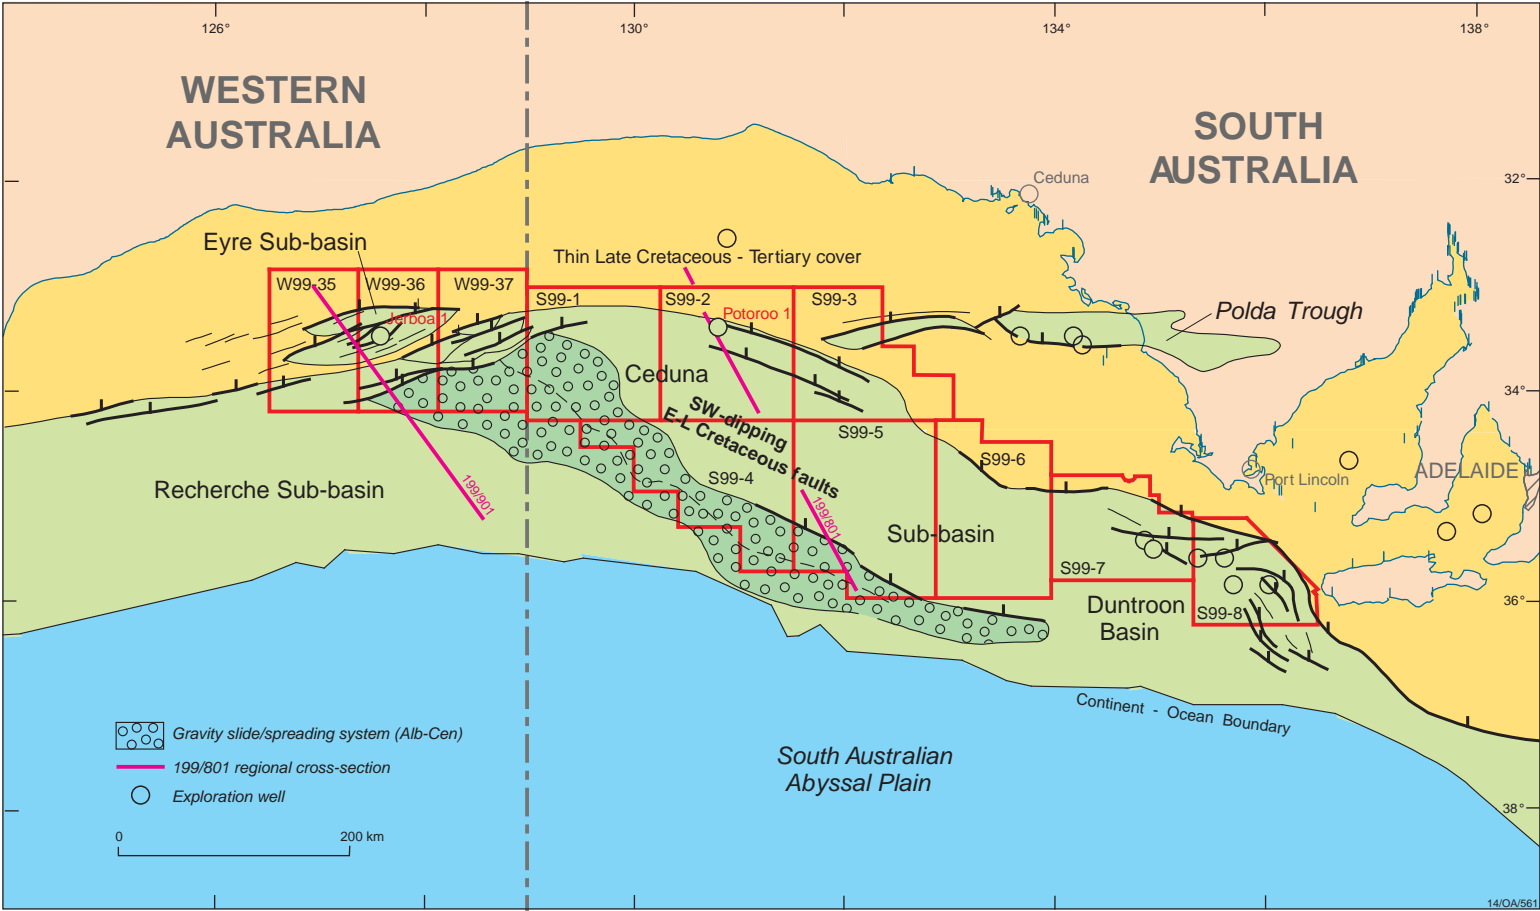 126°
130°
134°
138°
WESTERN
AUSTRALIA
SOUTH
AUSTRALIA
Ceduna
32°
Eyre Sub-basin
Thin Late Cretaceous - Tertiary cover
W99-35
W99-36
W99-37
S99-1
S99-2
S99-3
Jerboa 1
Potoroo 1
Polda Trough
Ceduna
34°
SW-dipping
E-L Cretaceous faults
S99-5
S99-6
S99-4
ADELAIDE
Port Lincoln
Recherche Sub-basin
199/901
199/801
Sub-basin
S99-7
36°
Duntroon
Basin
S99-8
Continent - Ocean Boundary
Gravity slide/spreading system (Alb-Cen)
199/801 regional cross-section
Exploration well
South Australian
Abyssal Plain
38°
0
200 km
14/OA/561